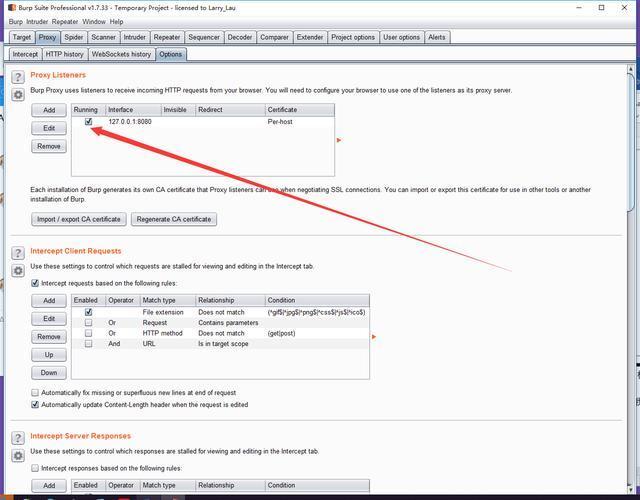 Burp Suite Professional v1.7.33 - Temporary Project - licensed to Larry_Lau
Burp Intruder Repeater Window Help
Target Proxy Spider Scanner Intruder Repeater Sequencer Decoder Comparer Extender Project options User options Alerts
Intercept HTTP history WebSockets history Options
? Proxy Listeners
Burp Proxy uses listeners to receive incoming HTTP requests from your browser. You will need to configure your browser to use one of the listeners as its proxy server.
Add Running Interface Invisible Redirect Certificate
127.0.0.1:8080 Per-host
Edit
Remove
Each installation of Burp generates its own CA certificate that Proxy listeners can use when negotiating SSL connections. You can import or export this certificate for use in other tools or another
installation of Burp.
Import / export CA certificate Regenerate CA certificate
? Intercept Client Requests
Use these settings to control which requests are stalled for viewing and editing in the Intercept tab.
Intercept requests based on the following rules:
Add Enabled Operator Match type Relationship Condition
File extension Does not match (^gif$|^jpg$|^png$|^css$|^js$|^ico$)
Edit Or Request Contains parameters
Remove Or HTTP method Does not match (get|post)
And URL Is in target scope
Up
Down
Automatically fix missing or superfluous new lines at end of request
Automatically update Content-Length header when the request is edited
? Intercept Server Responses
Use these settings to control which responses are stalled for viewing and editing in the Intercept tab.
Intercept responses based on the following rules:
Add Enabled Operator Match type Relationship Condition